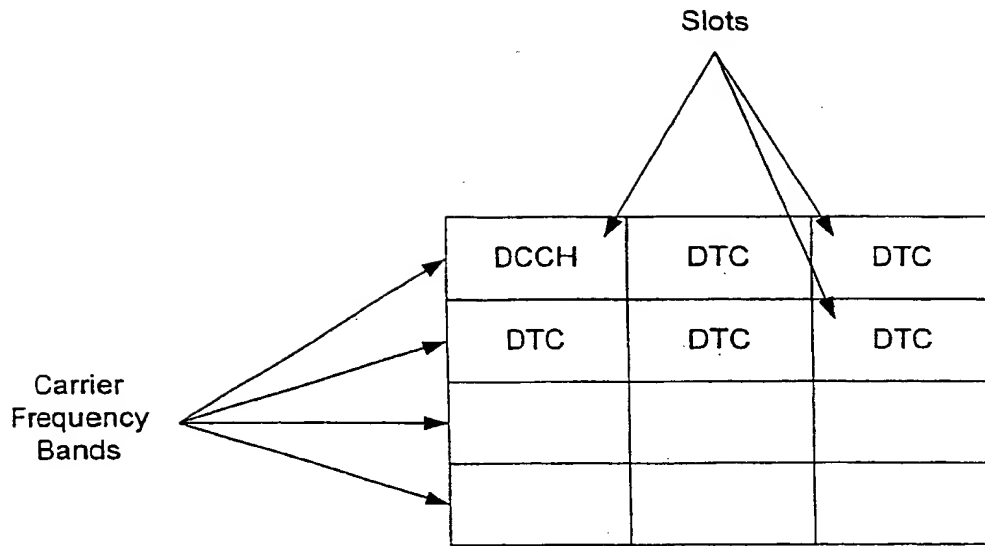 Slots
DCCH DTC DTC
DTC DTC DTC
Carrier
Frequency
Bands